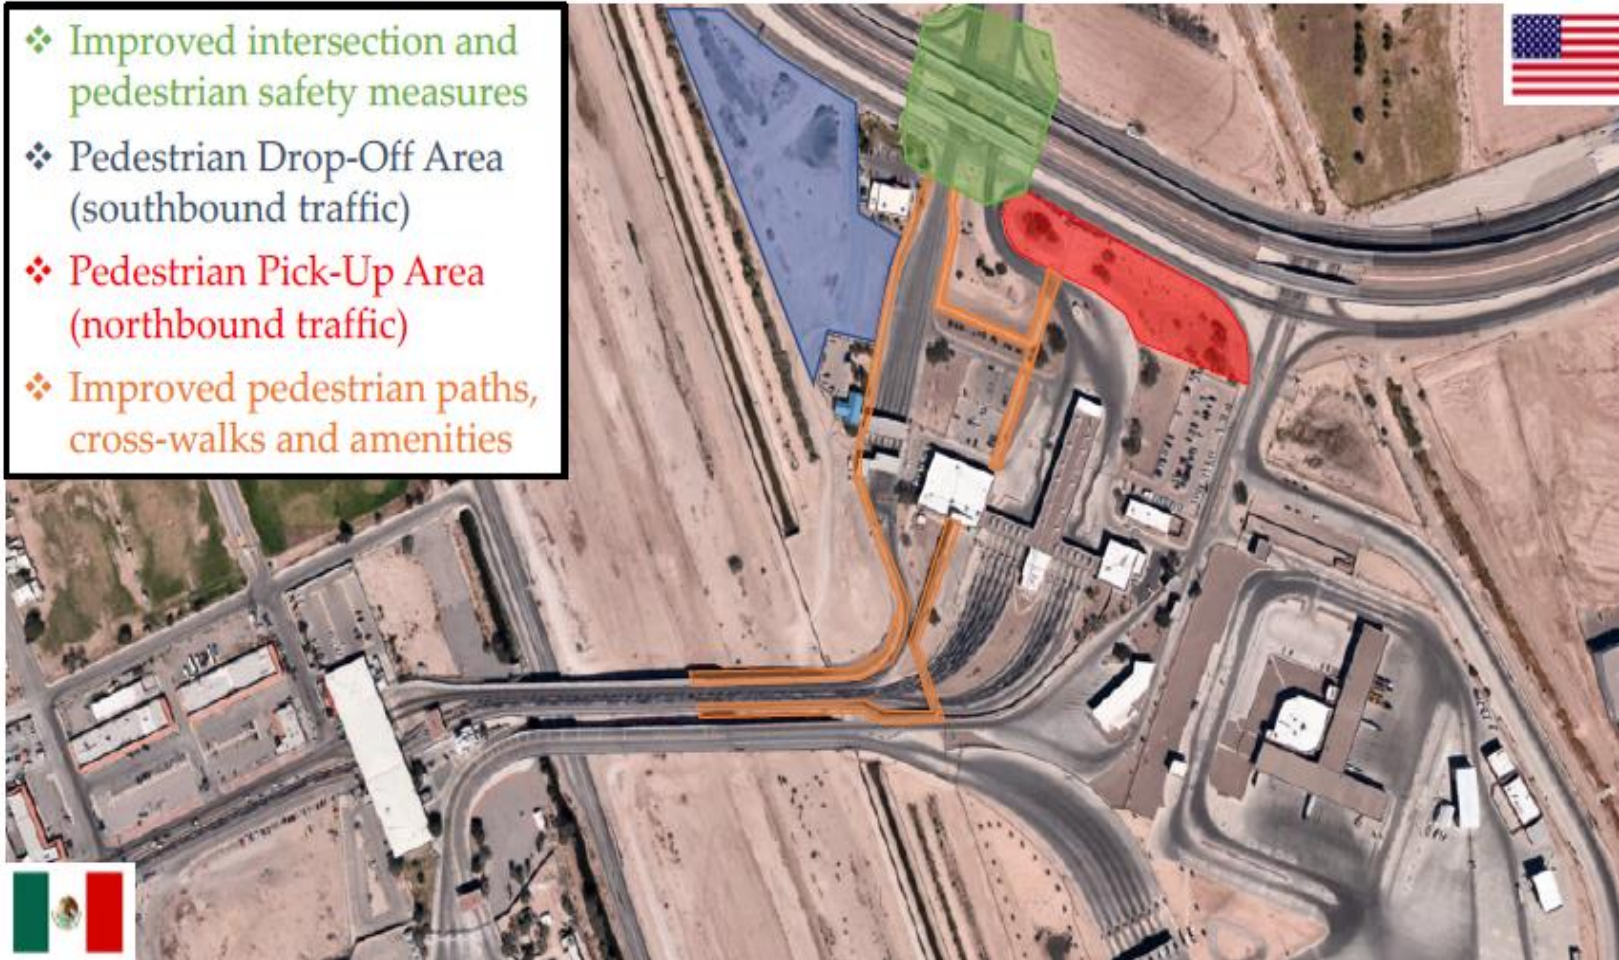 ❖ Improved intersection and
pedestrian safety measures
❖ Pedestrian Drop-Off Area
(southbound traffic)
❖ Pedestrian Pick-Up Area
(northbound traffic)
❖ Improved pedestrian paths,
cross-walks and amenities